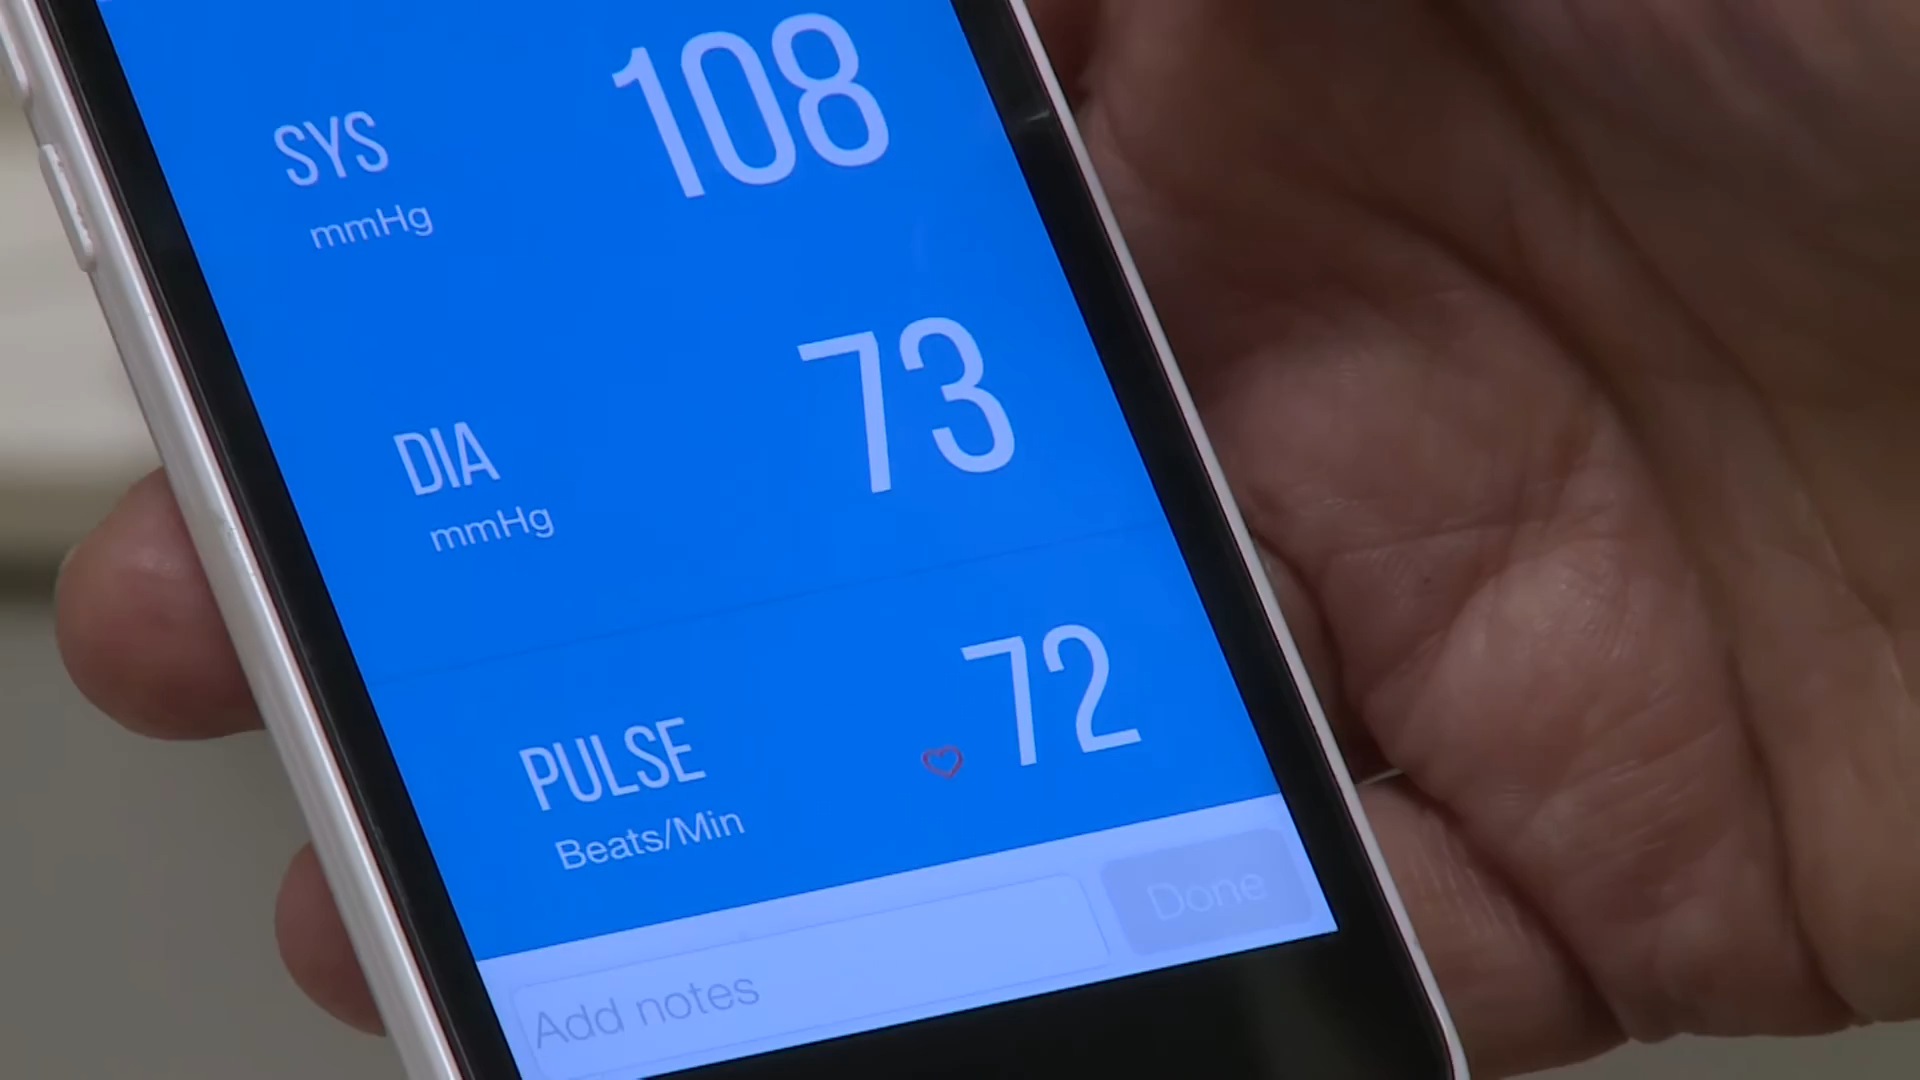 SYS 108
mmHg
DIA 73
mmHg
PULSE 72
Beats/Min
Add notes Done